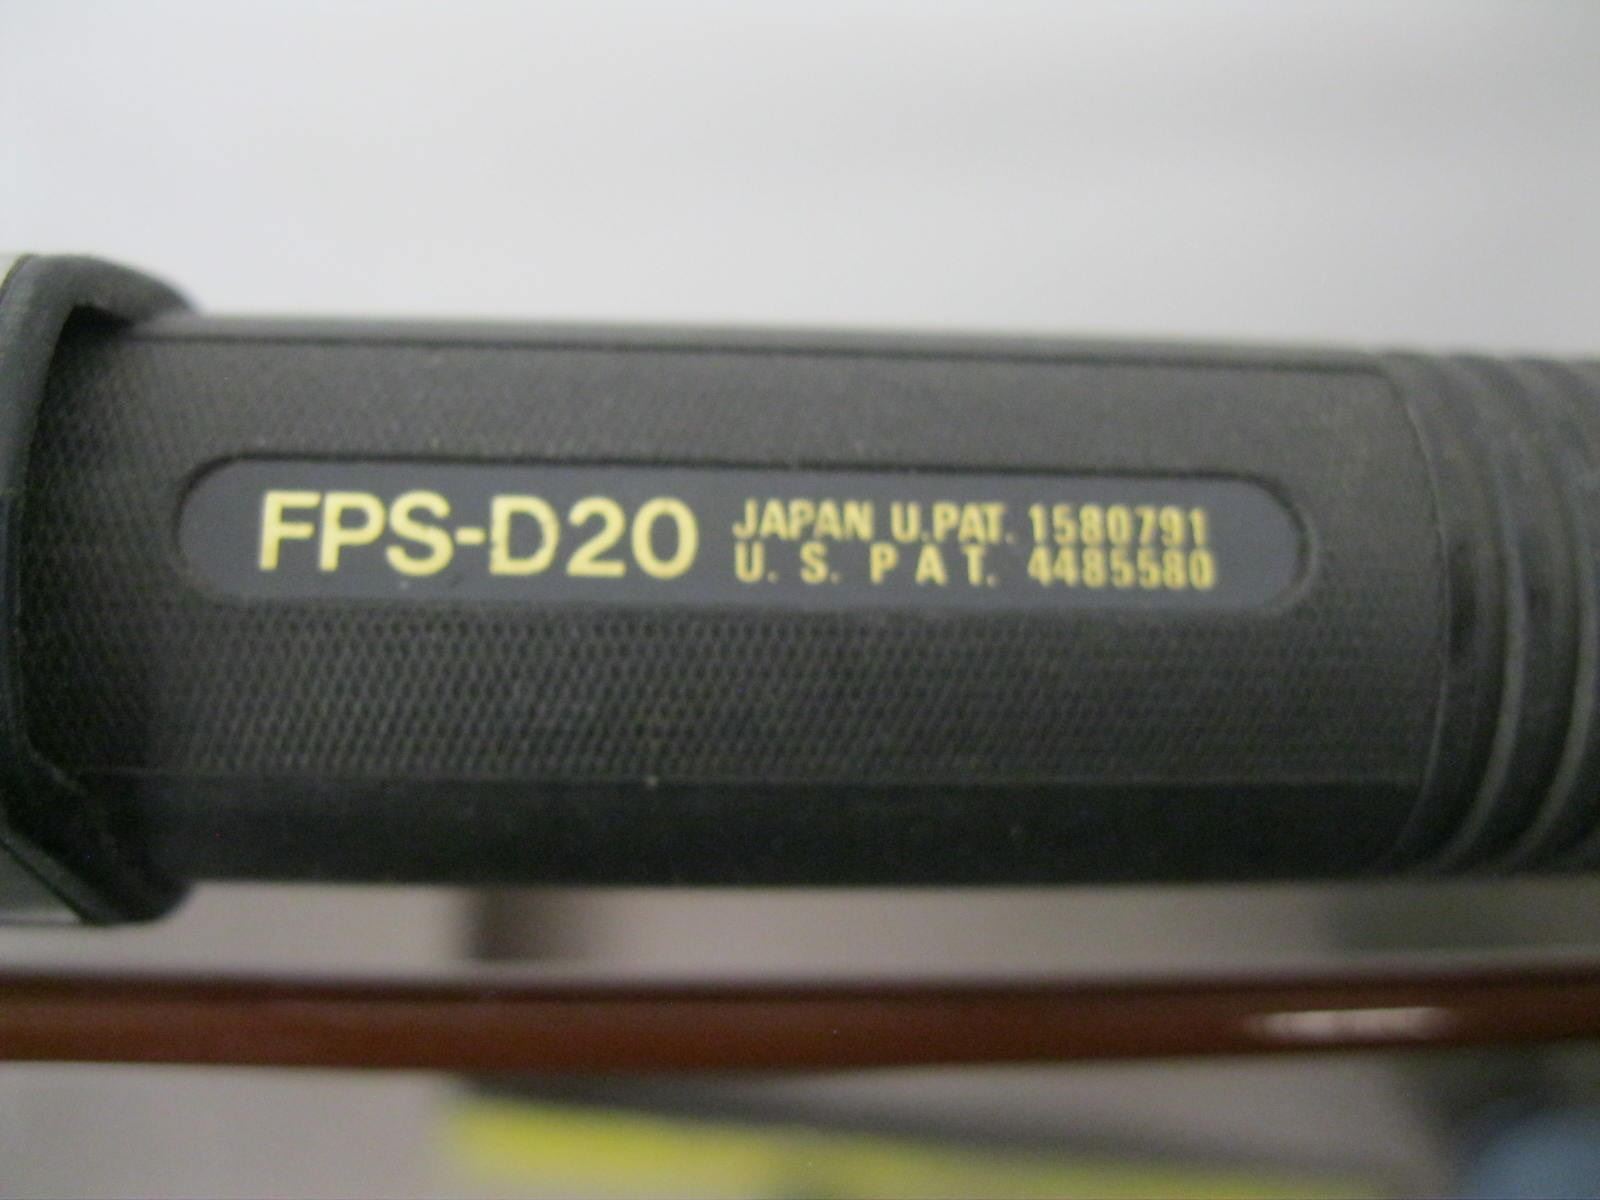 FPS-D20
JAPAN U.PAT. 1580791
U. S. P A T. 4485580